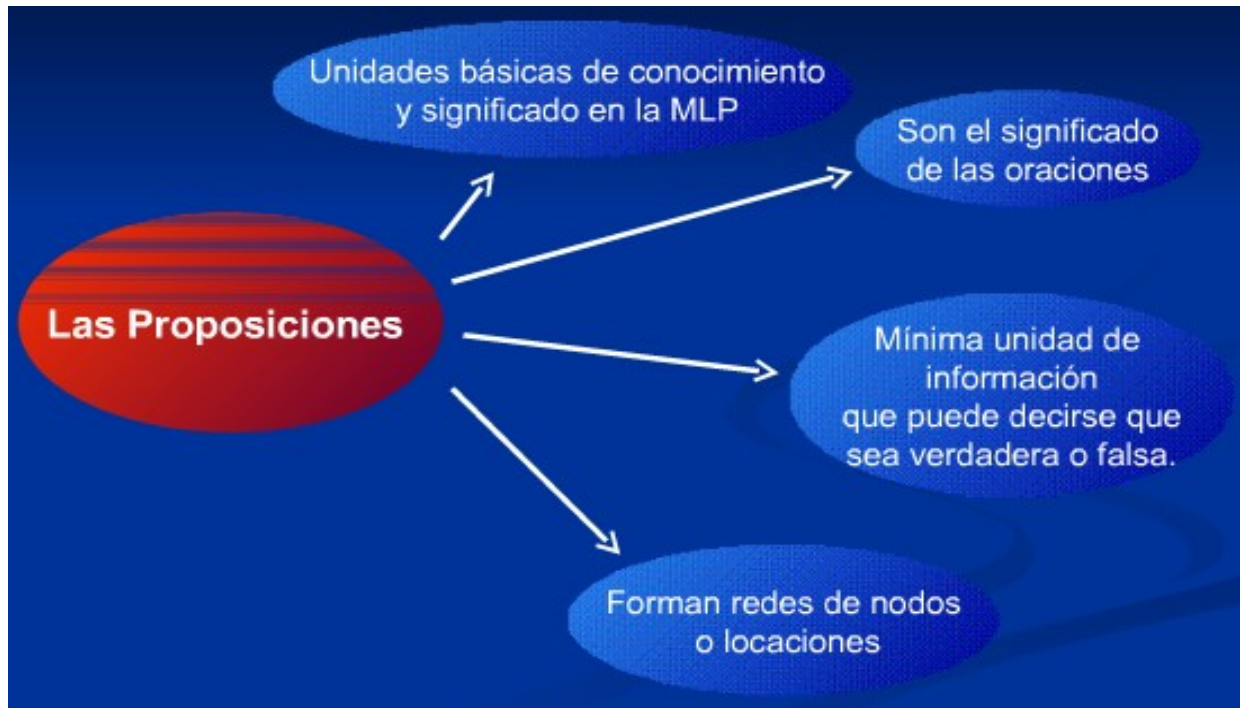 Unidades básicas de conocimiento
y significado en la MLP
Son el significado
de las oraciones
Las Proposiciones
Mínima unidad de
información
que puede decirse que
sea verdadera o falsa.
Forman redes de nodos
o locaciones